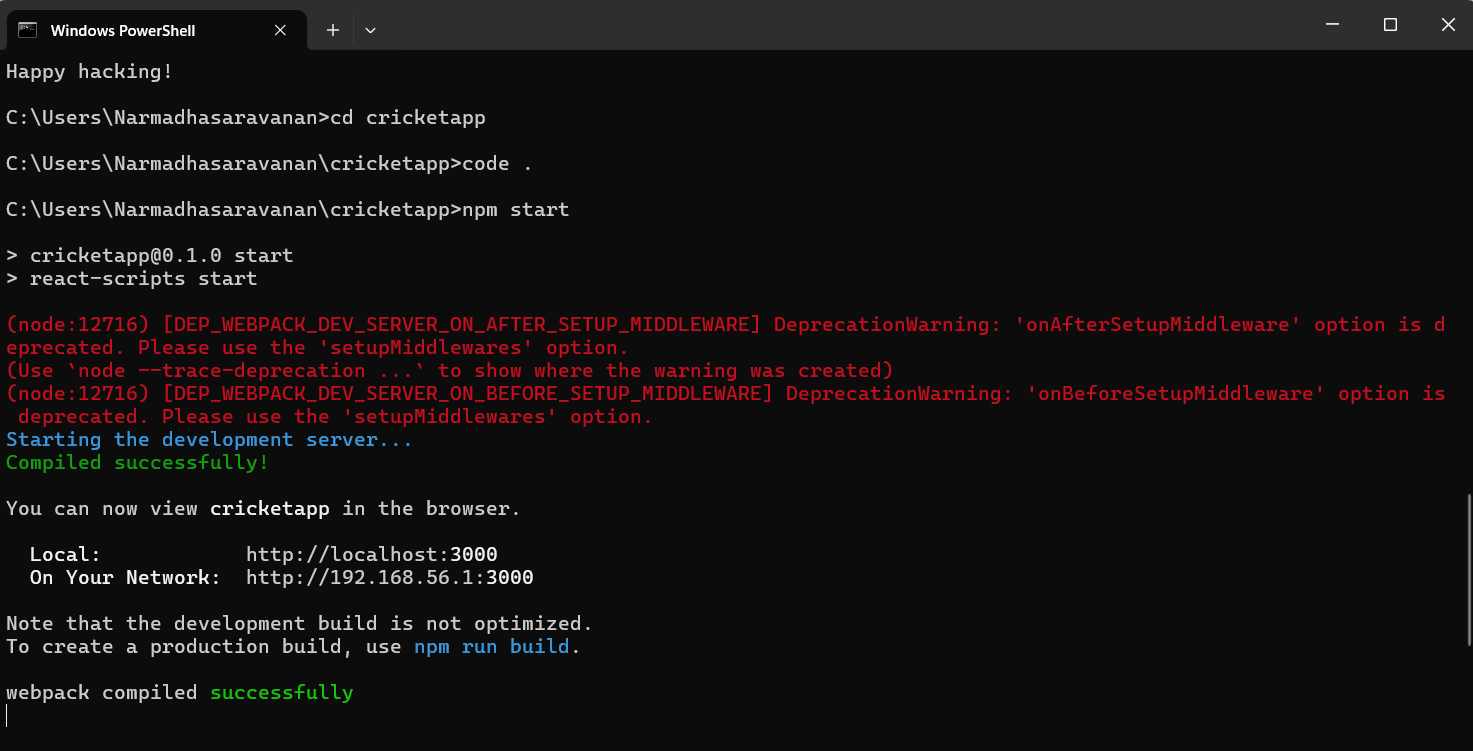 Windows PowerShell
Happy hacking!
C:\Users\Narmadhasaravanan>cd cricketapp
C:\Users\Narmadhasaravanan\cricketapp>code .
C:\Users\Narmadhasaravanan\cricketapp>npm start
> cricketapp@0.1.0 start
> react-scripts start
(node:12716) [DEP_WEBPACK_DEV_SERVER_ON_AFTER_SETUP_MIDDLEWARE] DeprecationWarning: 'onAfterSetupMiddleware' option is d
eprecated. Please use the 'setupMiddlewares' option.
(Use `node --trace-deprecation ...` to show where the warning was created)
(node:12716) [DEP_WEBPACK_DEV_SERVER_ON_BEFORE_SETUP_MIDDLEWARE] DeprecationWarning: 'onBeforeSetupMiddleware' option is
 deprecated. Please use the 'setupMiddlewares' option.
Starting the development server...
Compiled successfully!
You can now view cricketapp in the browser.
  Local:            http://localhost:3000
  On Your Network:  http://192.168.56.1:3000
Note that the development build is not optimized.
To create a production build, use npm run build.
webpack compiled successfully